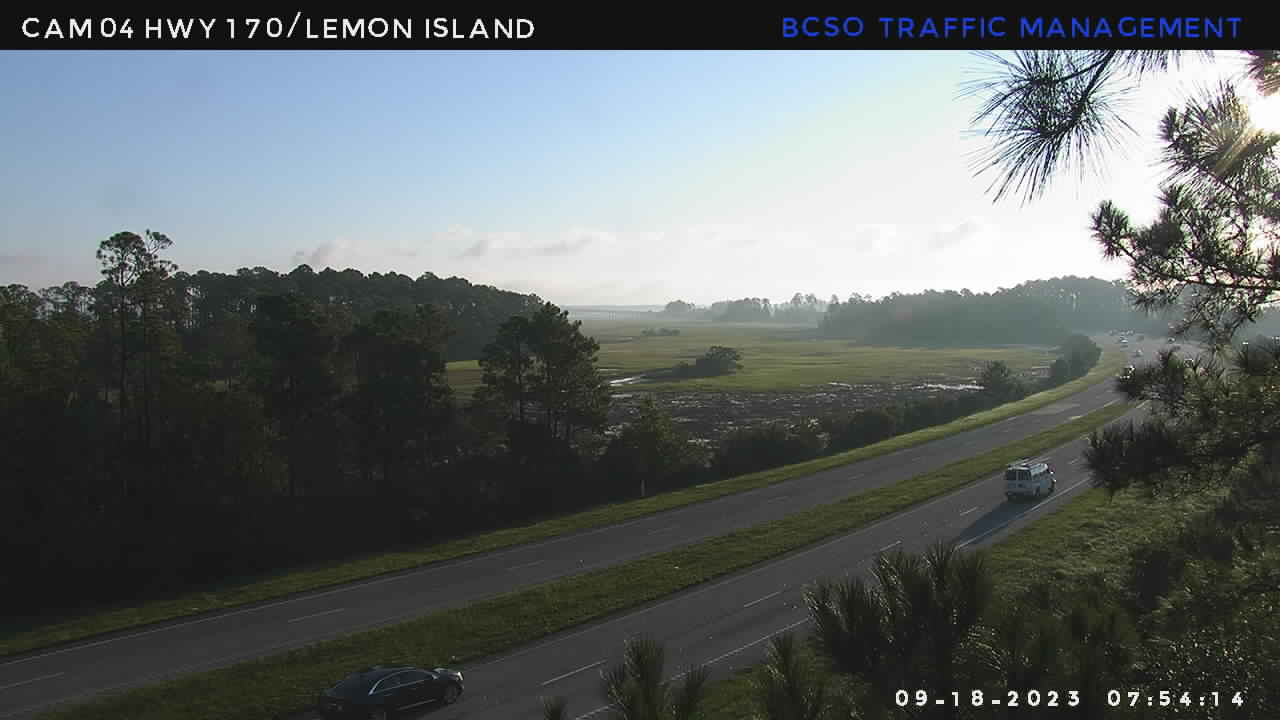 CAM04 HWY 170/LEMON ISLAND
BCSO TRAFFIC MANAGEMENT
09-18-2023 07:54:14